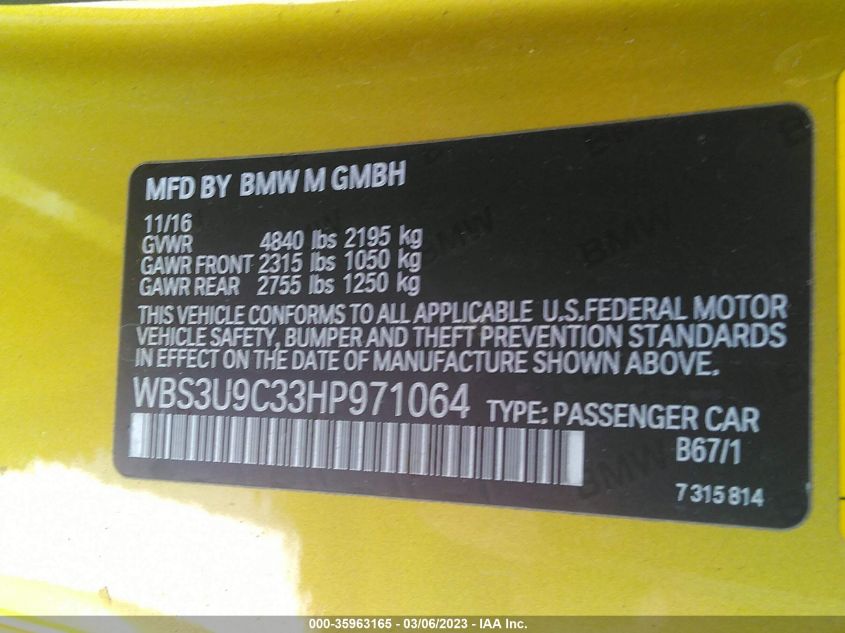 MFD BY BMW M GMBH
11/16
GVWR 4840 lbs 2195 kg
GAWR FRONT 2315 lbs 1050 kg
GAWR REAR 2755 lbs 1250 kg
THIS VEHICLE CONFORMS TO ALL APPLICABLE U.S.FEDERAL MOTOR
VEHICLE SAFETY, BUMPER AND THEFT PREVENTION STANDARDS
IN EFFECT ON THE DATE OF MANUFACTURE SHOWN ABOVE.
WBS3U9C33HP971064 TYPE: PASSENGER CAR
B67/1
7 315 814
BMW
BMW
000-35963165 - 03/06/2023 - IAA Inc.